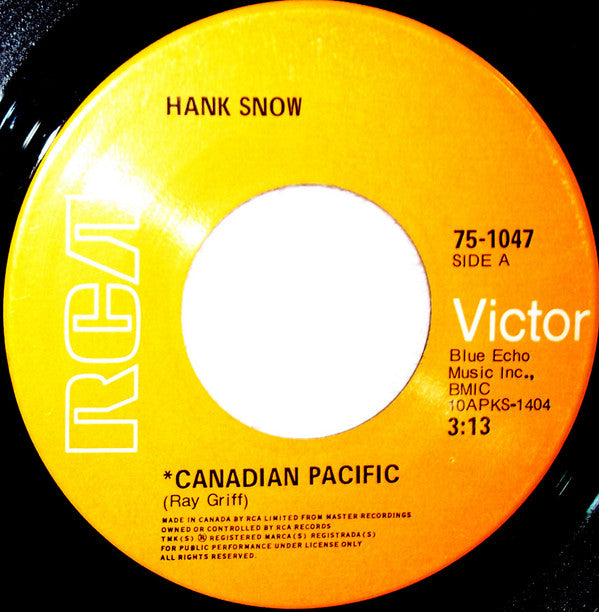 HANK SNOW
RCA
75-1047
SIDE A
Victor
Blue Echo
Music Inc.,
BMIC
10APKS-1404
3:13
*CANADIAN PACIFIC
(Ray Griff)
MADE IN CANADA BY RCA LIMITED FROM MASTER RECORDINGS
OWNED OR CONTROLLED BY RCA RECORDS
TMK(S) ® REGISTERED MARCA(S) REGISTRADA(S)
FOR PUBLIC PERFORMANCE UNDER LICENSE ONLY
ALL RIGHTS RESERVED.